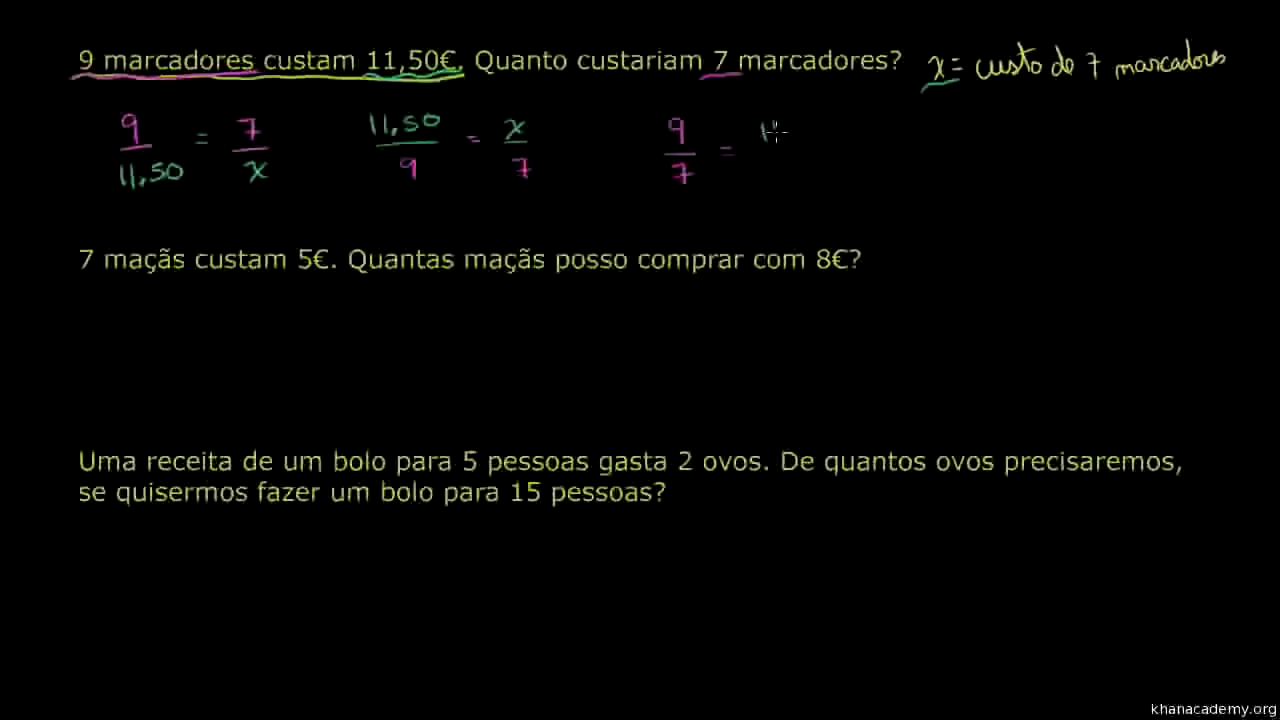 9 marcadores custam 11,50€. Quanto custariam 7 marcadores? x = custo de 7 marcadores
9/11,50 = 7/x 11,50/9 = x/7 9/7 = 11
7 maçãs custam 5€. Quantas maçãs posso comprar com 8€?
Uma receita de um bolo para 5 pessoas gasta 2 ovos. De quantos ovos precisaremos,
se quisermos fazer um bolo para 15 pessoas?
khanacademy.org